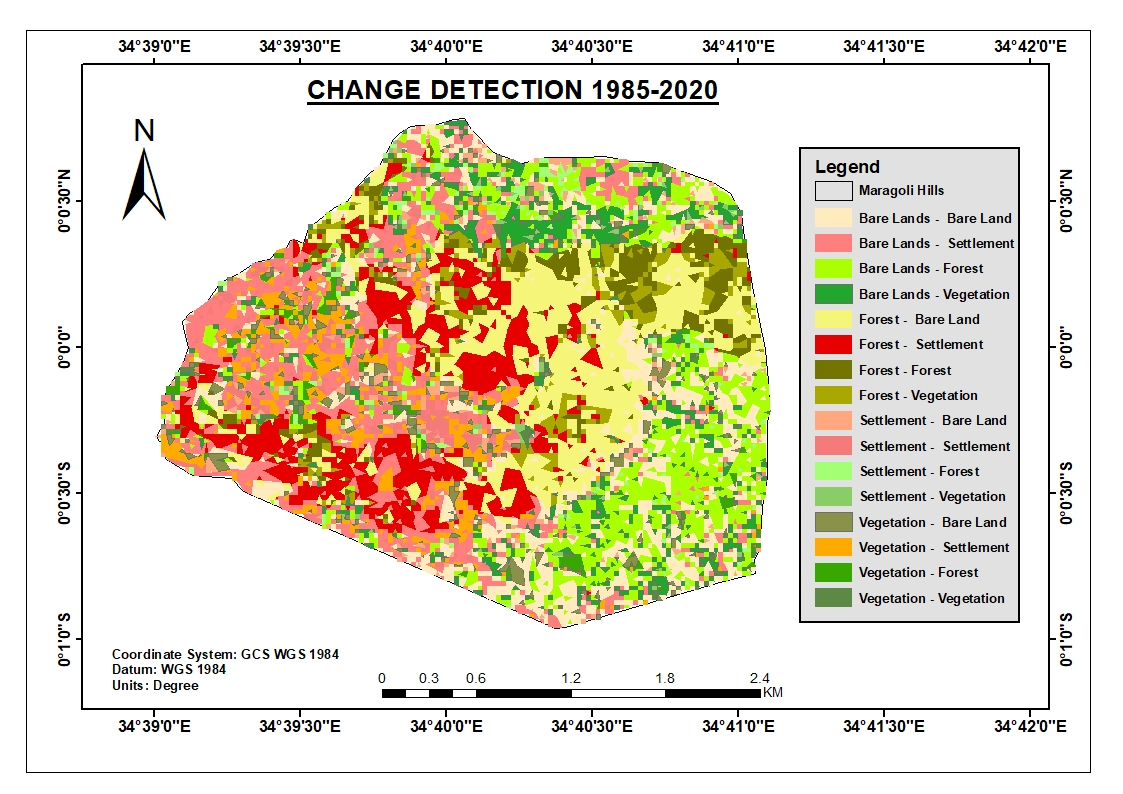 34°39'0"E 34°39'30"E 34°40'0"E 34°40'30"E 34°41'0"E 34°41'30"E 34°42'0"E
CHANGE DETECTION 1985-2020
N
Legend
Maragoli Hills
Bare Lands - Bare Land
Bare Lands - Settlement
Bare Lands - Forest
Bare Lands - Vegetation
Forest - Bare Land
Forest - Settlement
Forest - Forest
Forest - Vegetation
Settlement - Bare Land
Settlement - Settlement
Settlement - Forest
Settlement - Vegetation
Vegetation - Bare Land
Vegetation - Settlement
Vegetation - Forest
Vegetation - Vegetation
0°0'30"N
0°0'0"
0°0'30"S
0°1'0"S
0°0'30"N
0°0'0"
0°0'30"S
0°1'0"S
Coordinate System: GCS WGS 1984
Datum: WGS 1984
Units: Degree
0 0.3 0.6 1.2 1.8 2.4
KM
34°39'0"E 34°39'30"E 34°40'0"E 34°40'30"E 34°41'0"E 34°41'30"E 34°42'0"E